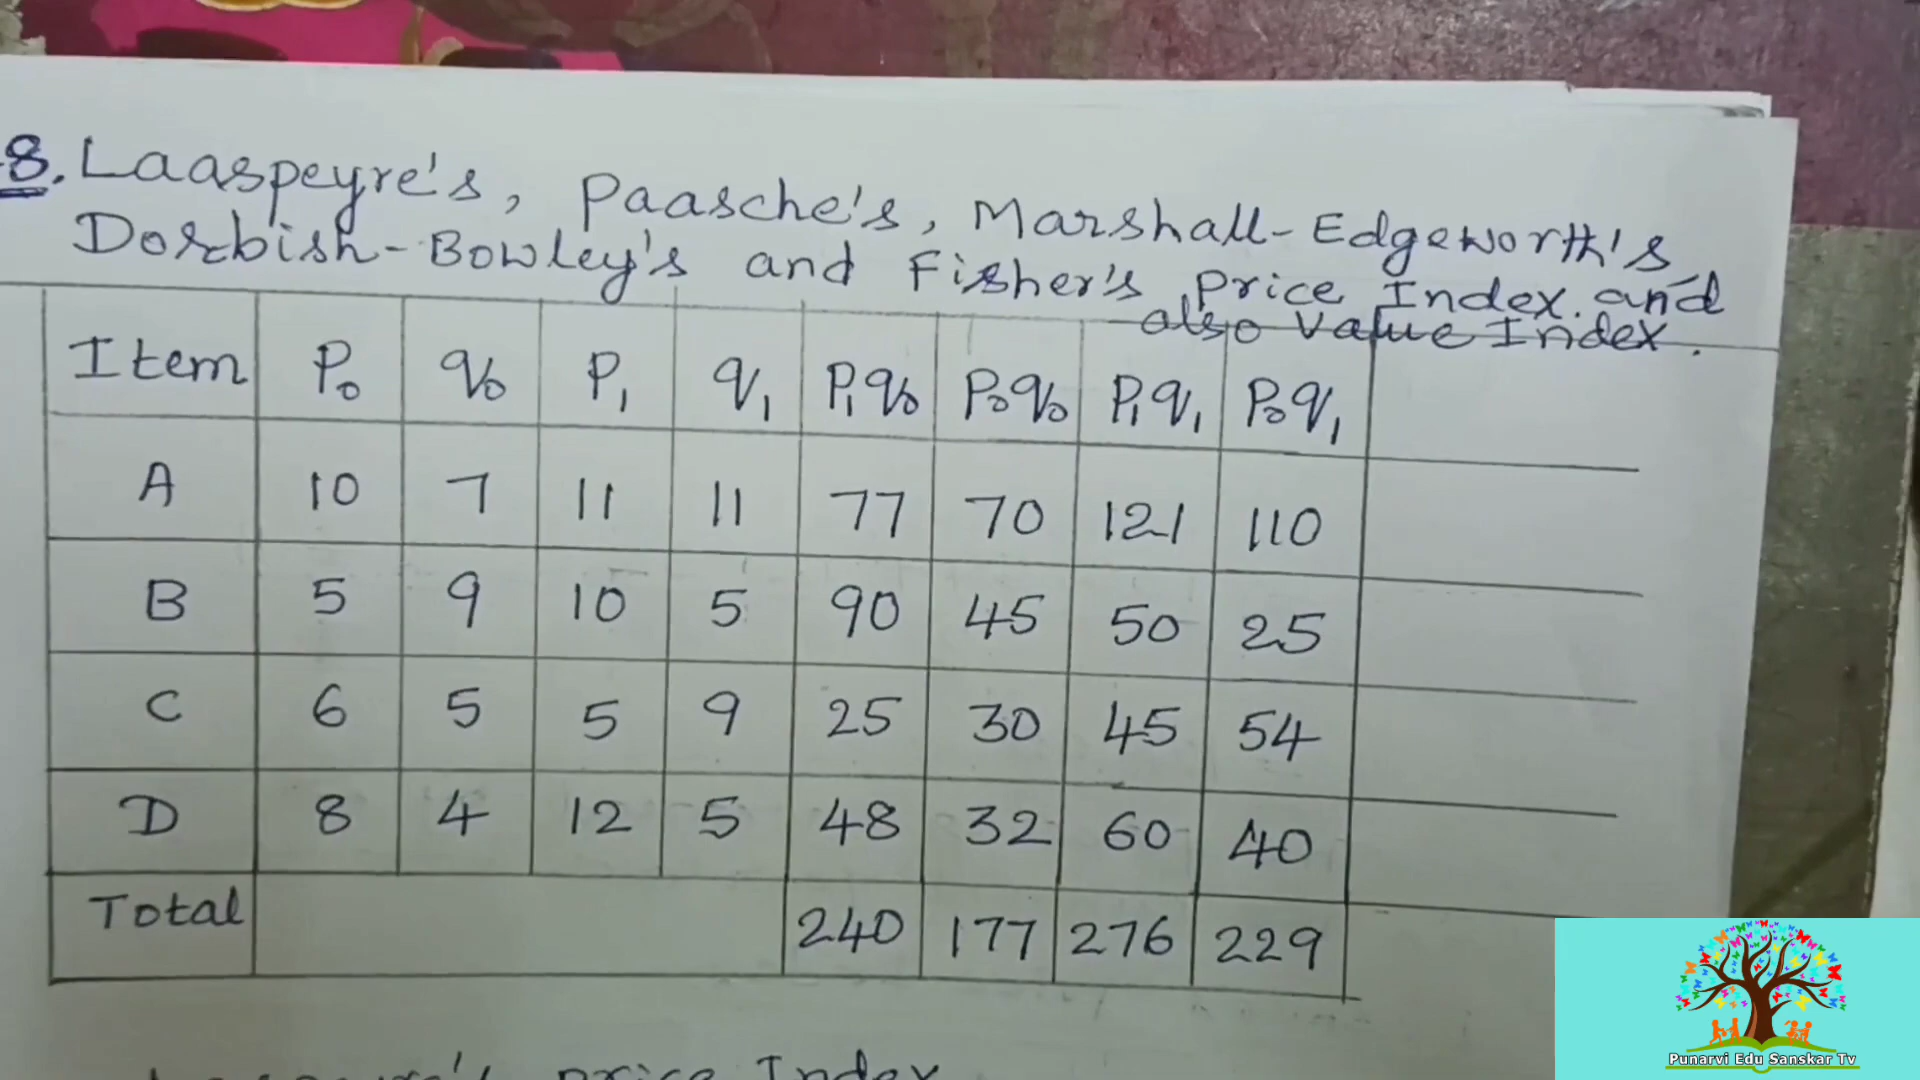 8. Laaspeyre's, Paasche's, Marshall-Edgeworth's,
Dorbish-Bowley's and Fisher's Price Index. and
also Value Index.
Item P0 q0 P1 q1 P1q0 P0q0 P1q1 P0q1
A 10 7 11 11 77 70 121 110
B 5 9 10 5 90 45 50 25
C 6 5 5 9 25 30 45 54
D 8 4 12 5 48 32 60 40
Total 240 177 276 229
Price Index
Punarvi Edu Sanskar Tv